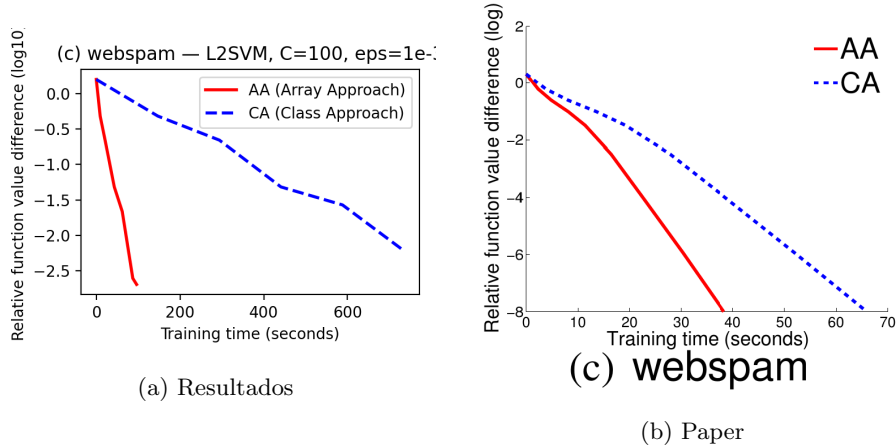 (c) webspam — L2SVM, C=100, eps=1e-
Relative function value difference (log10
0.0
−0.5
−1.0
−1.5
−2.0
−2.5
AA (Array Approach)
CA (Class Approach)
0 200 400 600
Training time (seconds)
(a) Resultados
Relative function value difference (log)
2
0
−2
−4
−6
−8
AA
CA
0 10 20 30 40 50 60 70
Training time (seconds)
(c) webspam
(b) Paper